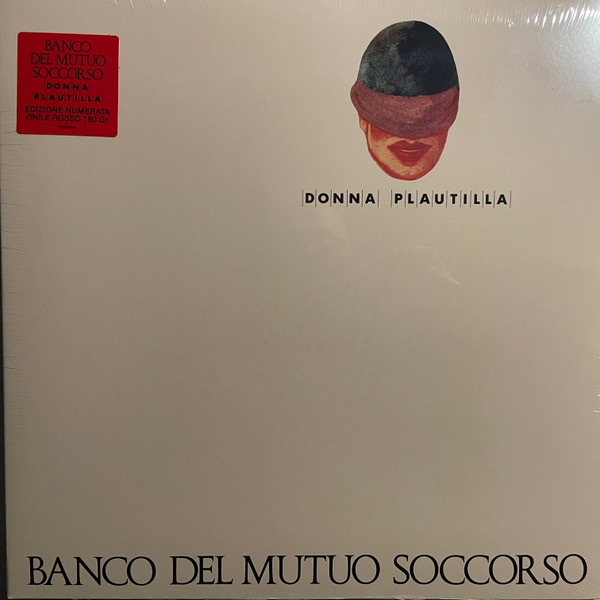 BANCO
DEL MUTUO
SOCCORSO
DONNA
PLAUTILLA
EDIZIONE NUMERATA
VINILE ROSSO 180 Gr.
DONNA PLAUTILLA
BANCO DEL MUTUO SOCCORSO